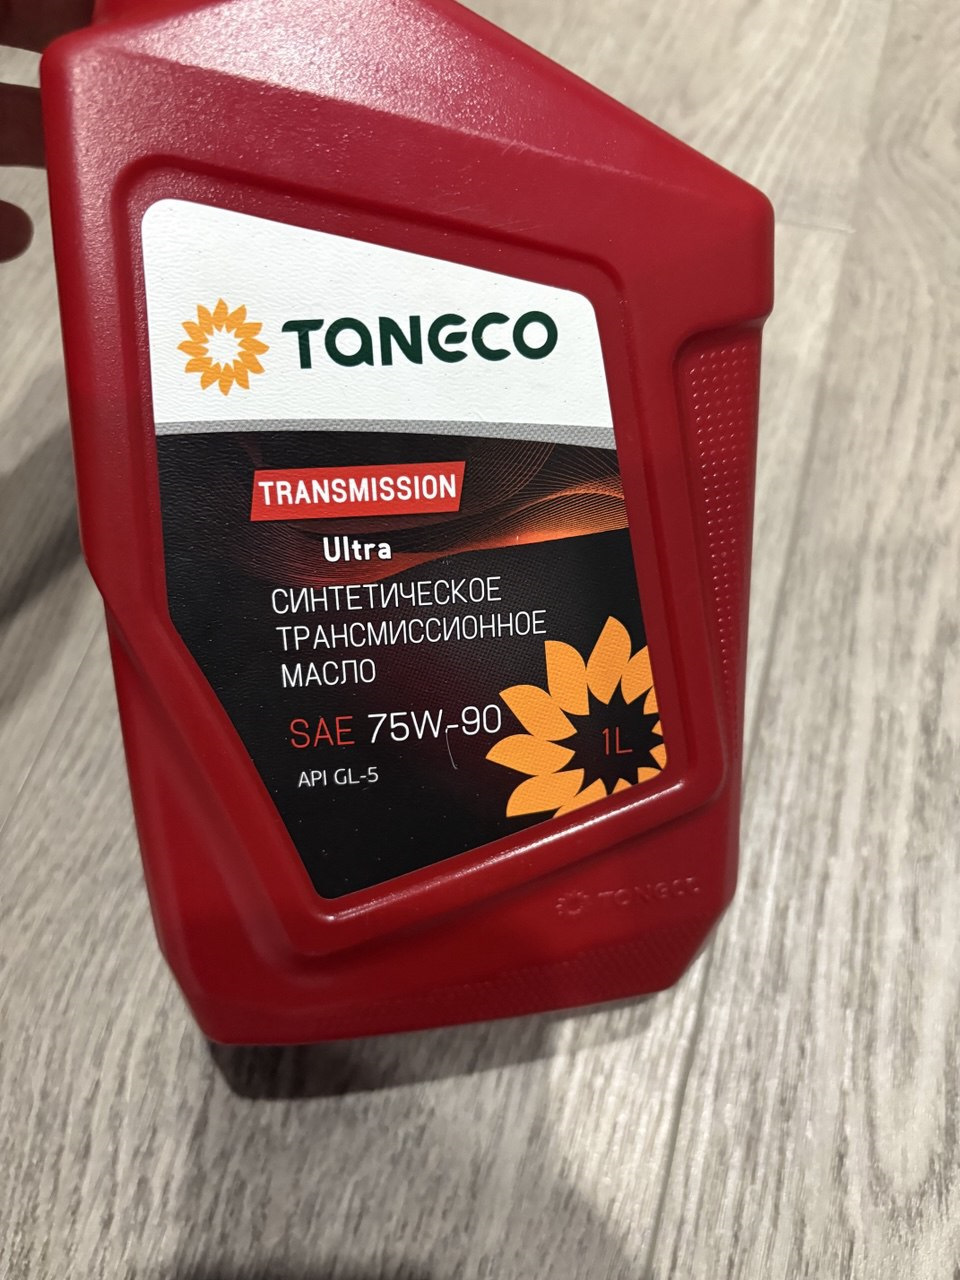 TANECO
TRANSMISSION
Ultra
СИНТЕТИЧЕСКОЕ
ТРАНСМИССИОННОЕ
МАСЛО
SAE 75W-90
1L
API GL-5
TANECO